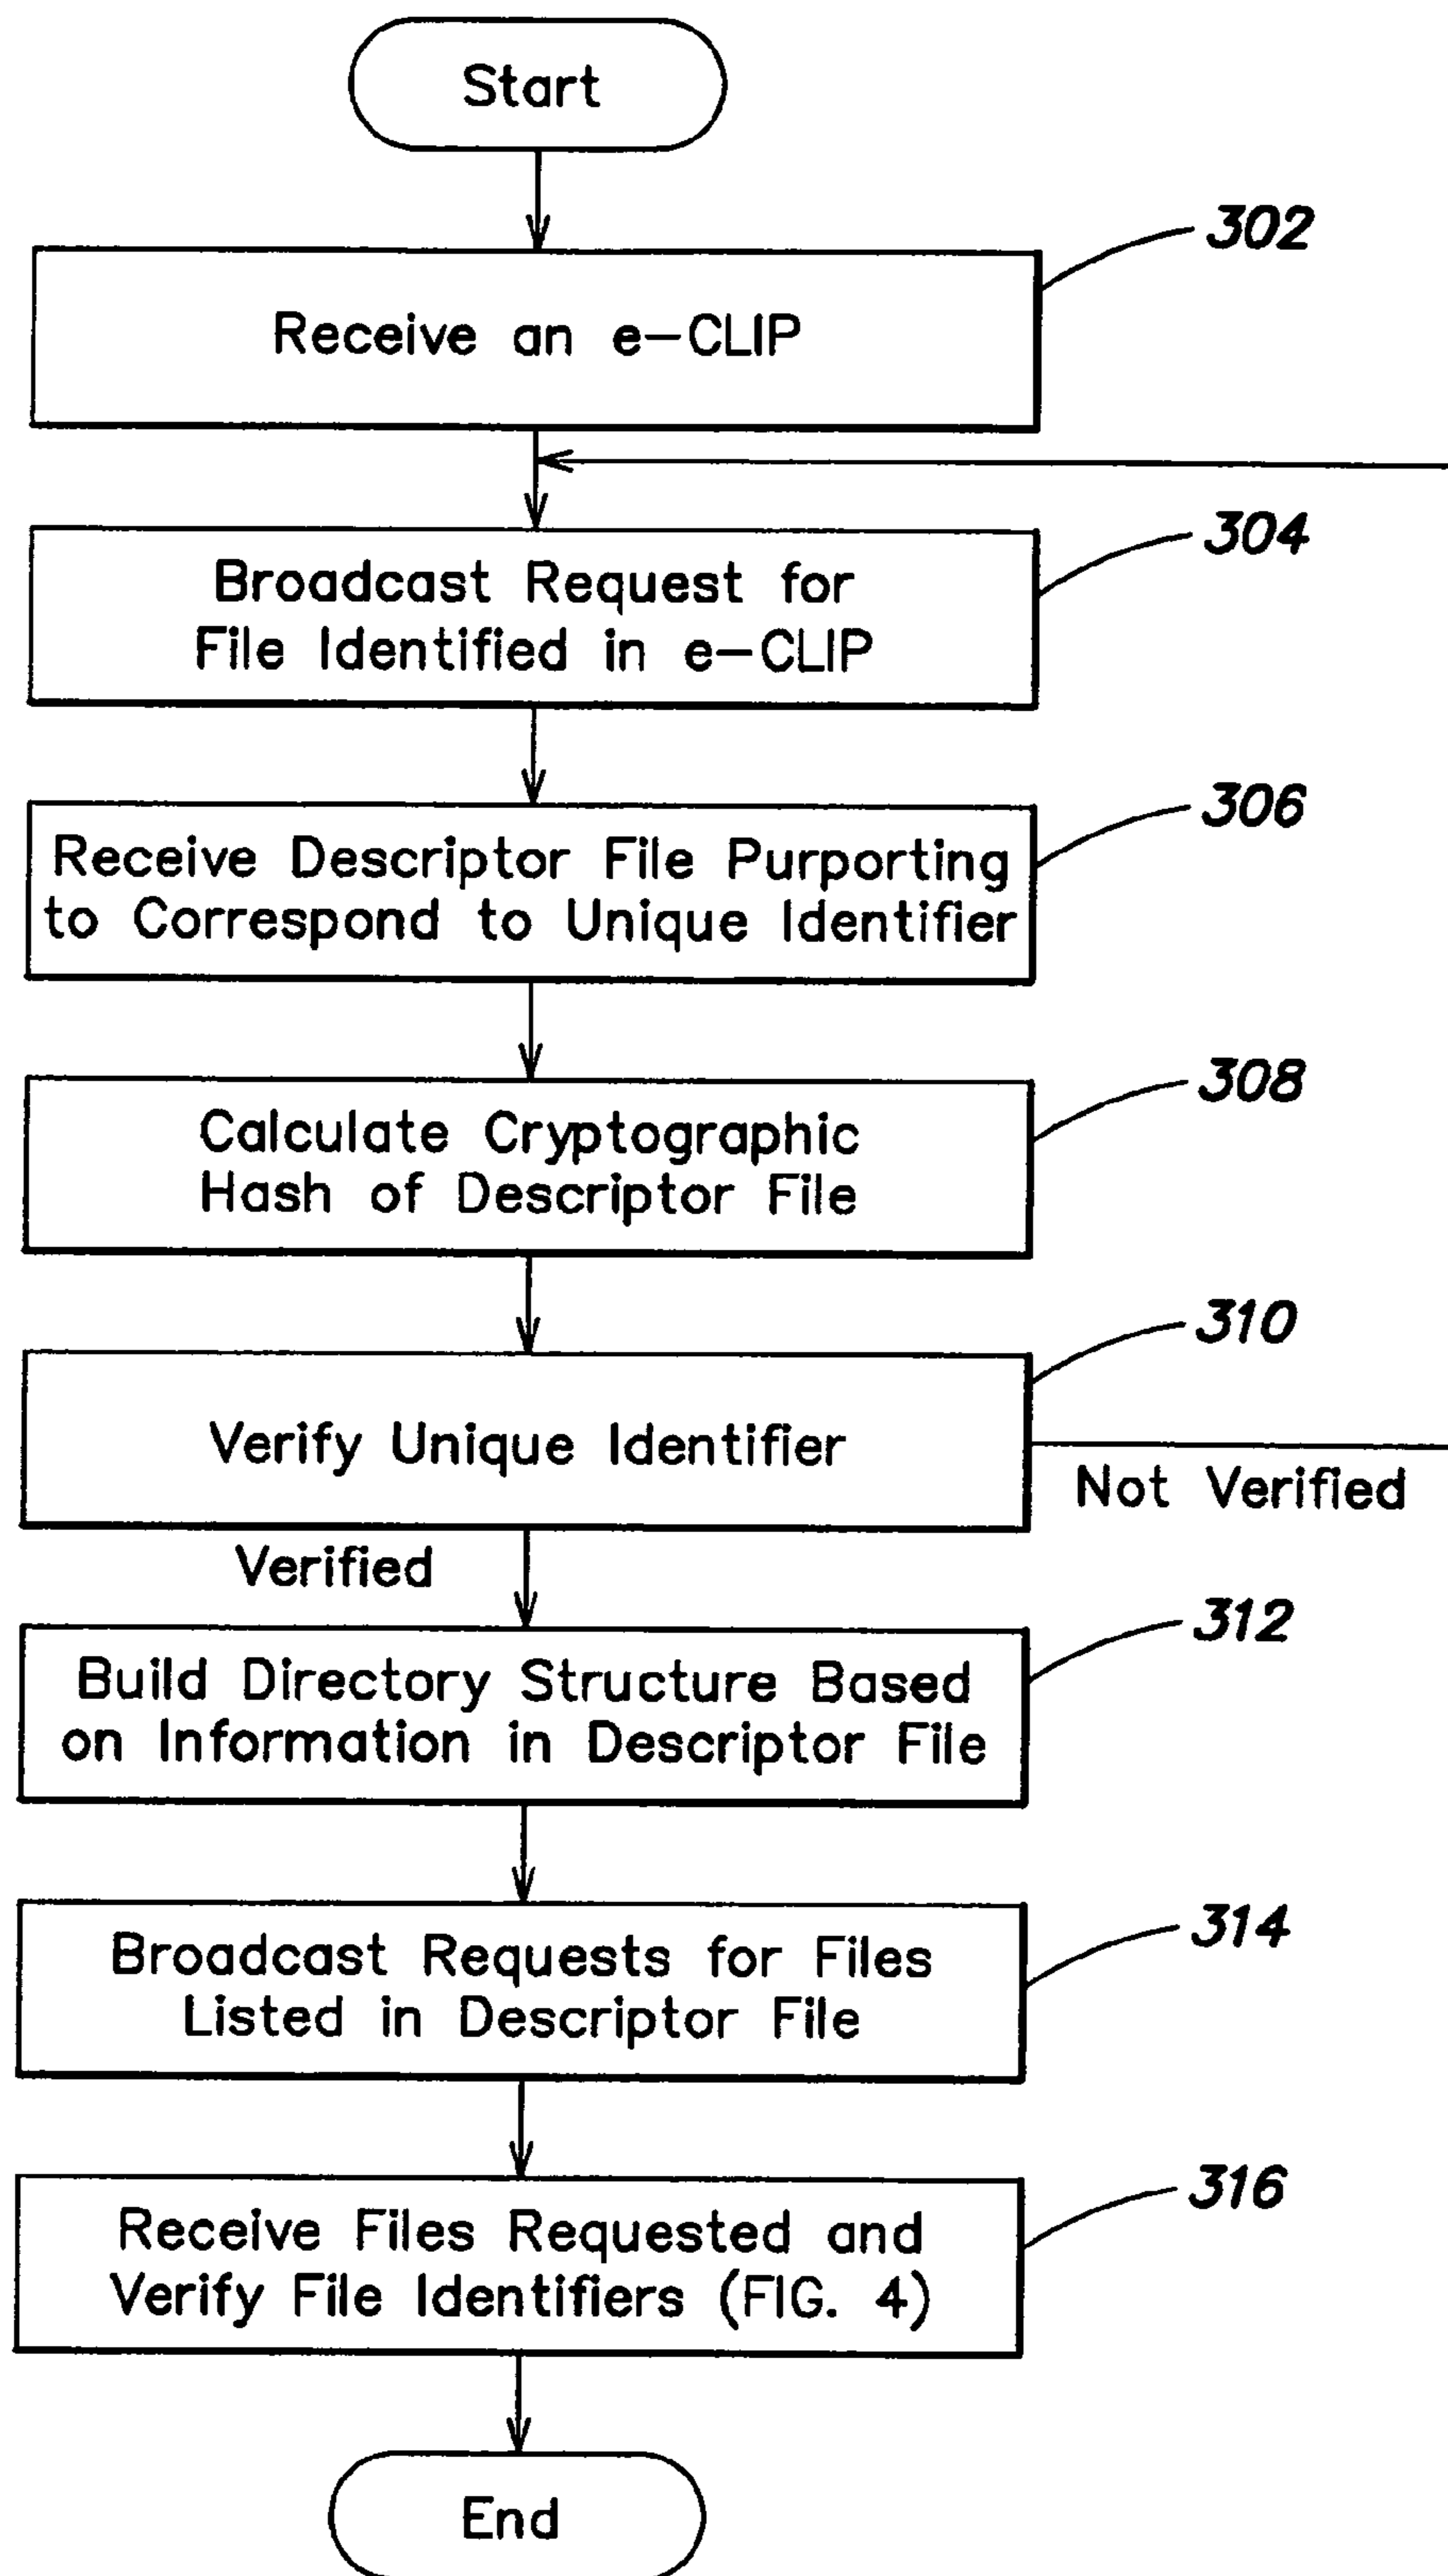 Start
302
Receive an e-CLIP
304
Broadcast Request for
File Identified in e-CLIP
306
Receive Descriptor File Purporting
to Correspond to Unique Identifier
308
Calculate Cryptographic
Hash of Descriptor File
310
Verify Unique Identifier
Not Verified
Verified
312
Build Directory Structure Based
on Information in Descriptor File
314
Broadcast Requests for Files
Listed in Descriptor File
316
Receive Files Requested and
Verify File Identifiers (FIG. 4)
End